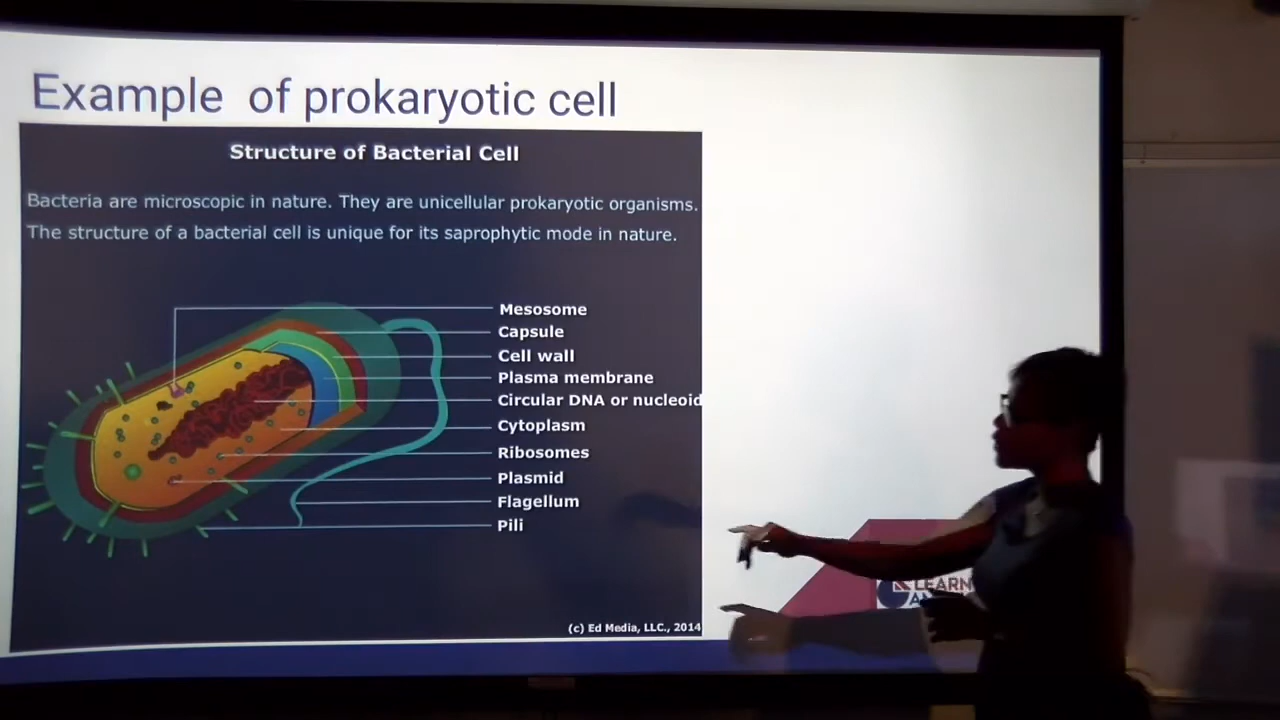 Example of prokaryotic cell
Structure of Bacterial Cell
Bacteria are microscopic in nature. They are unicellular prokaryotic organisms.
The structure of a bacterial cell is unique for its saprophytic mode in nature.
Mesosome
Capsule
Cell wall
Plasma membrane
Circular DNA or nucleoid
Cytoplasm
Ribosomes
Plasmid
Flagellum
Pili
(c) Ed Media, LLC., 2014
LEARN